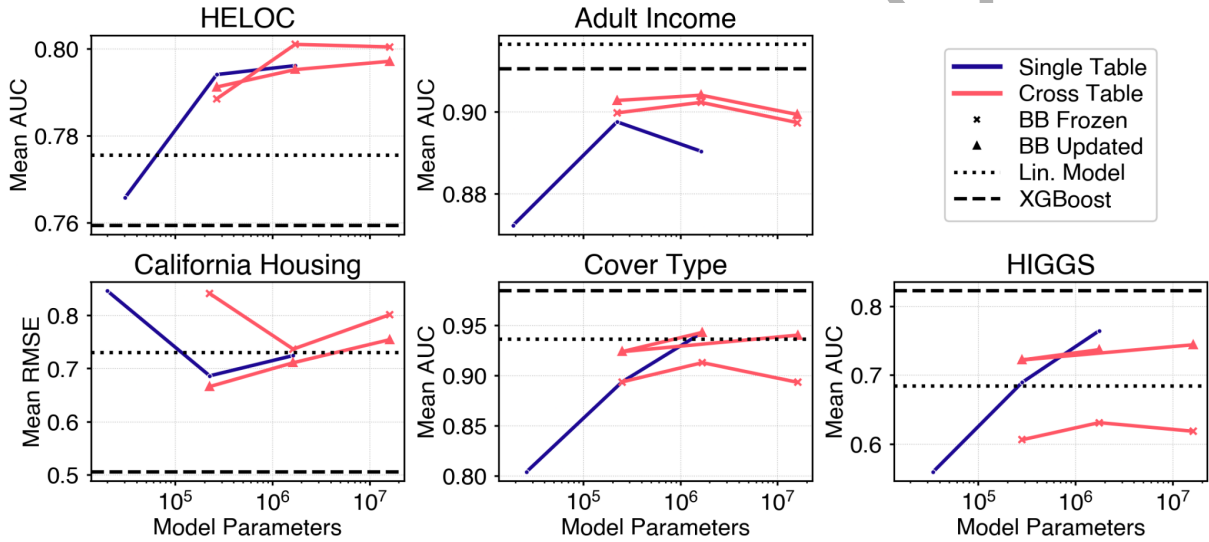 HELOC
Mean AUC
0.80
0.78
0.76
Adult Income
Mean AUC
0.90
0.88
Single Table
Cross Table
BB Frozen
BB Updated
Lin. Model
XGBoost
California Housing
Mean RMSE
0.8
0.7
0.6
0.5
10^5
10^6
10^7
Model Parameters
Cover Type
Mean AUC
0.95
0.90
0.85
0.80
10^5
10^6
10^7
Model Parameters
HIGGS
Mean AUC
0.8
0.7
0.6
10^5
10^6
10^7
Model Parameters